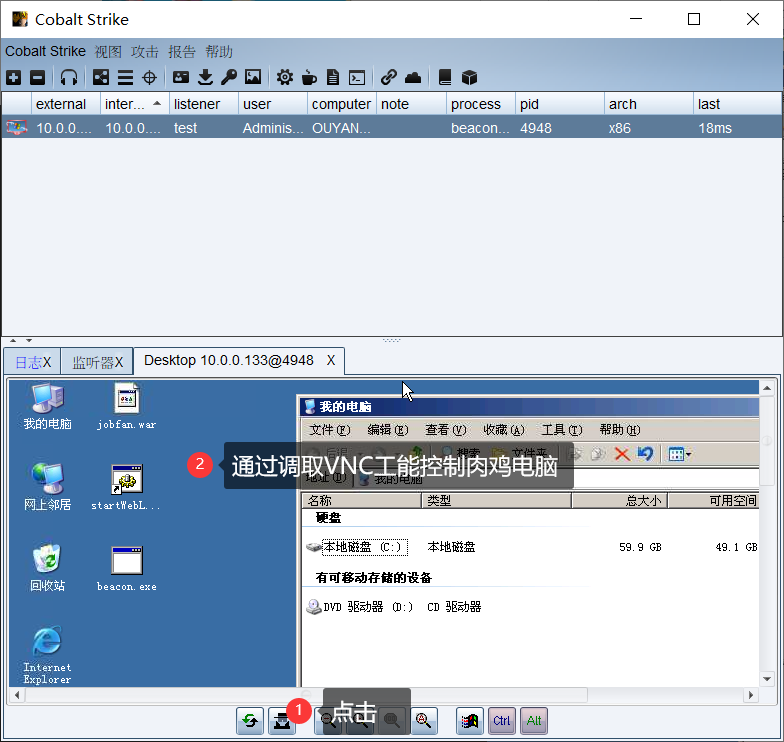 Cobalt Strike
Cobalt Strike 视图 攻击 报告 帮助
external inter... listener user computer note process pid arch last
10.0.0.... 10.0.0.... test Adminis... OUYAN... beacon... 4948 x86 18ms
日志X 监听器X Desktop 10.0.0.133@4948 X
我的电脑 jobfan.war
网上邻居 startWebL...
回收站 beacon.exe
Internet
Explorer
我的电脑
文件(F) 编辑(E) 查看(V) 收藏(A) 工具(T) 帮助(H)
搜索 文件夹
2 通过调取VNC工能控制肉鸡电脑
地址(D) 我的电脑
名称 类型 总大小 可用空间
硬盘
本地磁盘 (C:) 本地磁盘 59.9 GB 49.1 GB
有可移动存储的设备
DVD 驱动器 (D:) CD 驱动器
1 点击
Ctrl Alt